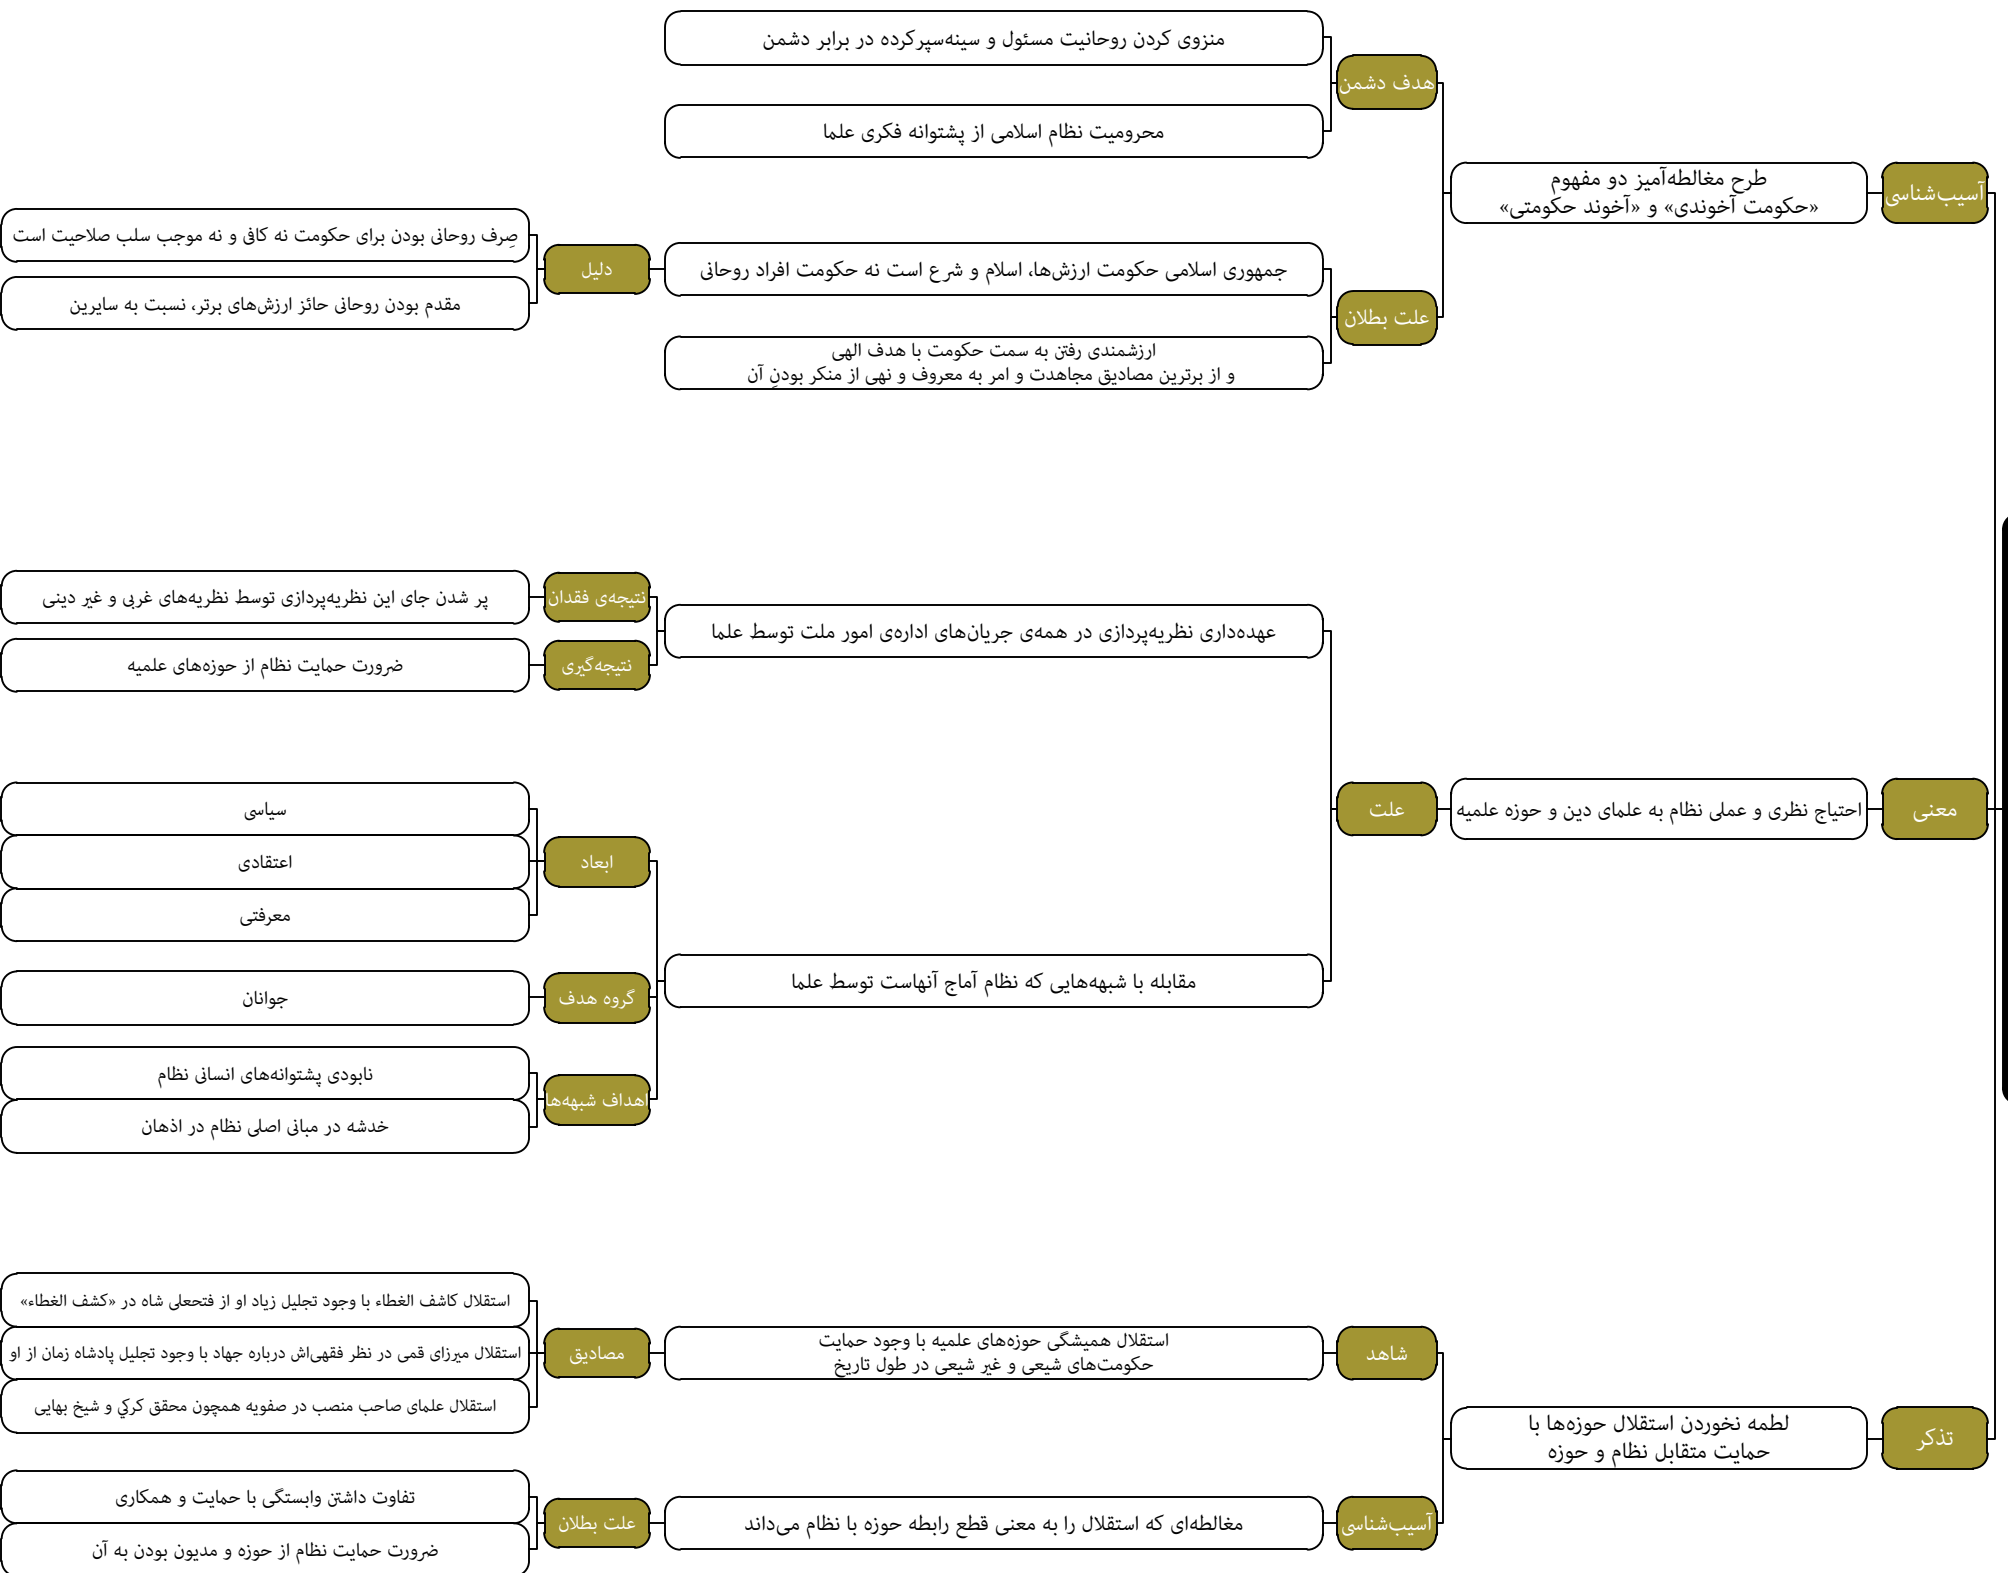 آسیب‌شناسی
طرح مغالطه‌آمیز دو مفهوم
«حکومت آخوندی» و «آخوند حکومتی»
هدف دشمن
منزوی کردن روحانیت مسئول و سینه‌سپرکرده در برابر دشمن
محرومیت نظام اسلامی از پشتوانه فکری علما
علت بطلان
جمهوری اسلامی حکومت ارزش‌ها، اسلام و شرع است نه حکومت افراد روحانی
دلیل
صِرف روحانی بودن برای حکومت نه کافی و نه موجب سلب صلاحیت است
مقدم بودن روحانی حائز ارزش‌های برتر، نسبت به سایرین
ارزشمندی رفتن به سمت حکومت با هدف الهی
و از برترین مصادیق مجاهدت و امر به معروف و نهی از منکر بودنِ آن
معنی
احتیاج نظری و عملی نظام به علمای دین و حوزه علمیه
علت
عهده‌داری نظریه‌پردازی در همه‌ی جریان‌های اداره‌ی امور ملت توسط علما
نتیجه‌ی فقدان
پر شدن جای این نظریه‌پردازی توسط نظریه‌های غربی و غیر دینی
نتیجه‌گیری
ضرورت حمایت نظام از حوزه‌های علمیه
مقابله با شبهه‌هایی که نظام آماج آنهاست توسط علما
ابعاد
سیاسی
اعتقادی
معرفتی
گروه هدف
جوانان
اهداف شبهه‌ها
نابودی پشتوانه‌های انسانی نظام
خدشه در مبانی اصلی نظام در اذهان
تذکر
لطمه نخوردن استقلال حوزه‌ها با
حمایت متقابل نظام و حوزه
شاهد
استقلال همیشگی حوزه‌های علمیه با وجود حمایت
حکومت‌های شیعی و غیر شیعی در طول تاریخ
مصادیق
استقلال کاشف الغطاء با وجود تجلیل زیاد او از فتحعلی شاه در «کشف الغطاء»
استقلال میرزای قمی در نظر فقهی‌اش درباره جهاد با وجود تجلیل پادشاه زمان از او
استقلال علمای صاحب منصب در صفویه همچون محقق کرکي و شیخ بهایی
آسیب‌شناسی
مغالطه‌ای که استقلال را به معنی قطع رابطه حوزه با نظام می‌داند
علت بطلان
تفاوت داشتن وابستگی با حمایت و همکاری
ضرورت حمایت نظام از حوزه و مدیون بودن به آن